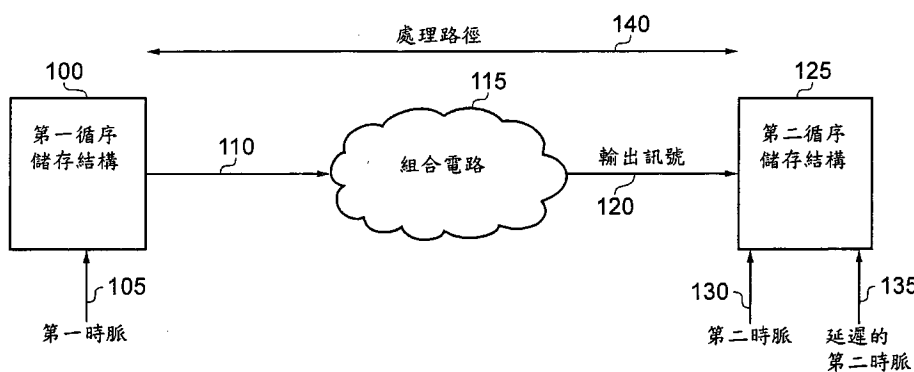 處理路徑
140
100
115
125
第一循序
儲存結構
110
組合電路
輸出訊號
120
第二循序
儲存結構
105
第一時脈
130
第二時脈
135
延遲的
第二時脈